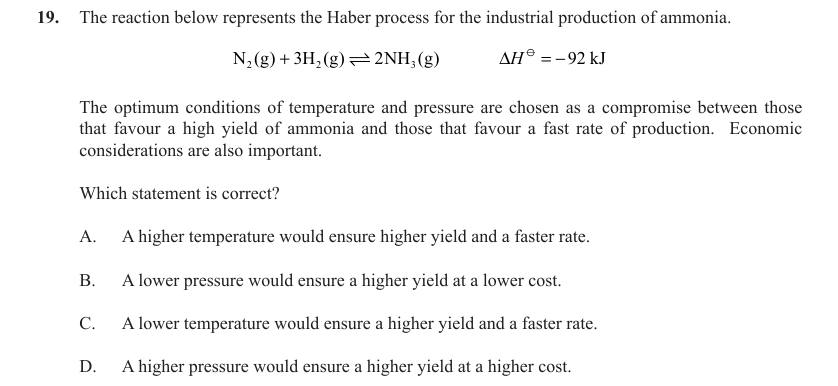 19. The reaction below represents the Haber process for the industrial production of ammonia.
N₂(g) + 3H₂(g) ⇌ 2NH₃(g) ΔH⊖ = −92 kJ
The optimum conditions of temperature and pressure are chosen as a compromise between those
that favour a high yield of ammonia and those that favour a fast rate of production. Economic
considerations are also important.
Which statement is correct?
A. A higher temperature would ensure higher yield and a faster rate.
B. A lower pressure would ensure a higher yield at a lower cost.
C. A lower temperature would ensure a higher yield and a faster rate.
D. A higher pressure would ensure a higher yield at a higher cost.